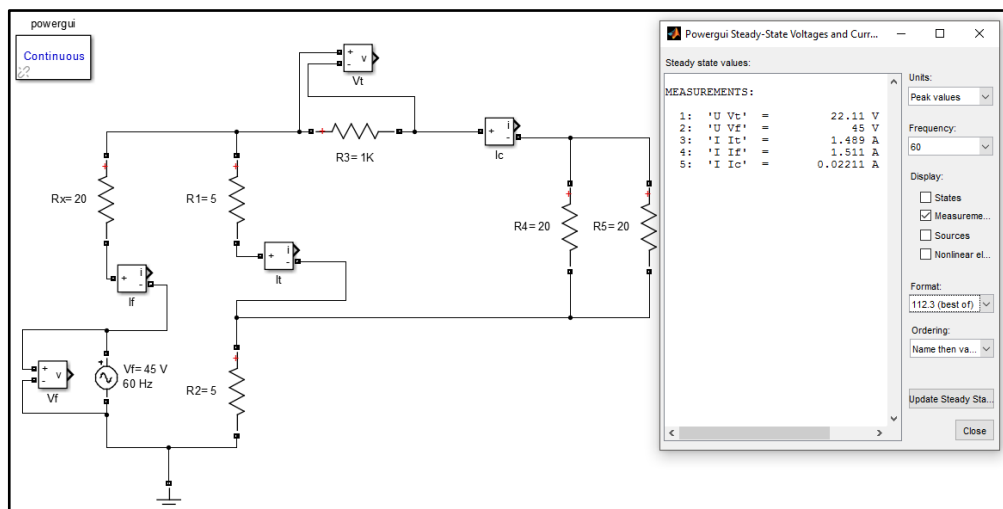 powergui
Continuous
+
-
v
Vt
+
R3= 1K
+
i
-
Ic
+
Rx= 20
+
R1= 5
+
R4= 20
+
R5= 20
+
i
-
If
+
i
-
It
+
-
v
Vf
+
Vf= 45 V
60 Hz
+
R2= 5
Powergui Steady-State Voltages and Curr...
Steady state values:
MEASUREMENTS:
1: 'U Vt' = 22.11 V
2: 'U Vf' = 45 V
3: 'I It' = 1.489 A
4: 'I If' = 1.511 A
5: 'I Ic' = 0.02211 A
Units:
Peak values
Frequency:
60
Display:
States
Measureme...
Sources
Nonlinear el...
Format:
112.3 (best of)
Ordering:
Name then va...
Update Steady Sta...
Close